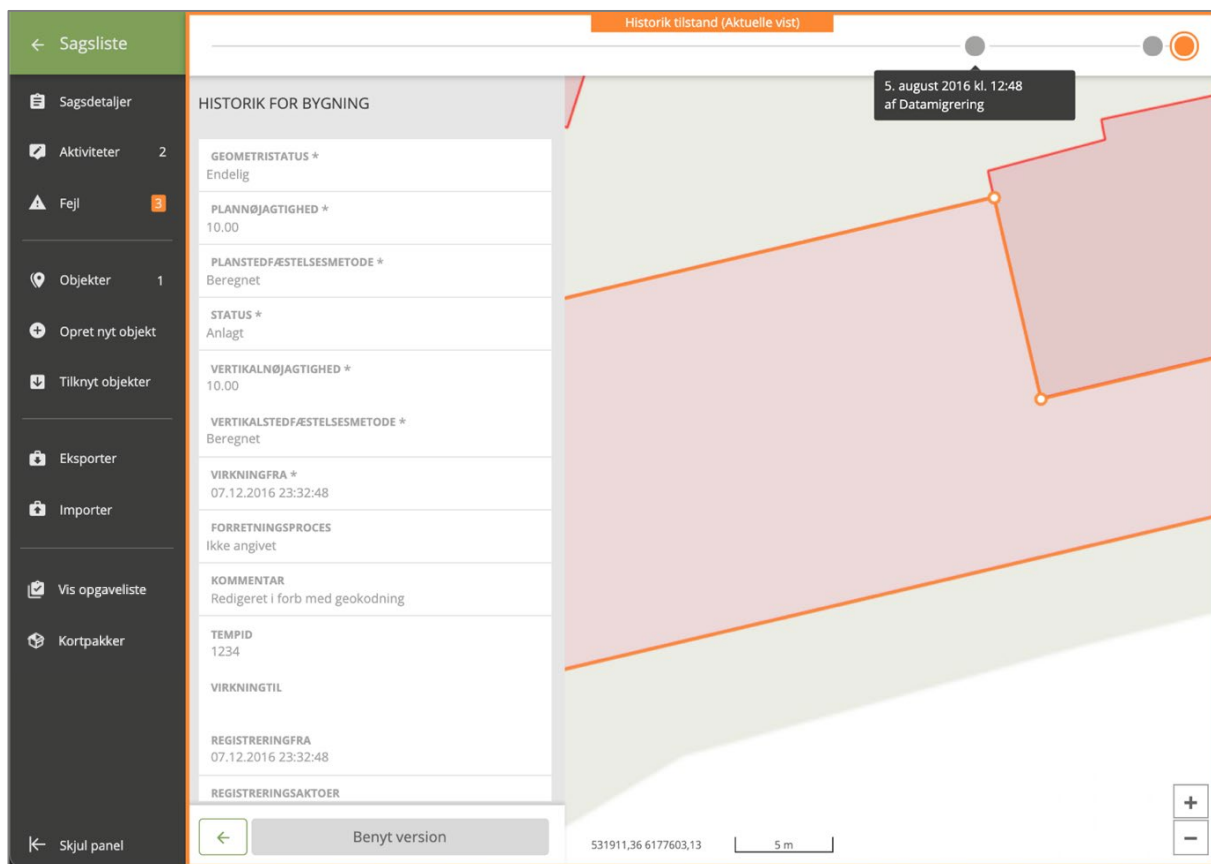 Historik tilstand (Aktuelle vist)
Sagsliste
5. august 2016 kl. 12:48
af Datamigrering
Sagsdetaljer
Aktiviteter 2
Fejl 3
Objekter 1
Opret nyt objekt
Tilknyt objekter
Eksporter
Importer
Vis opgaveliste
Kortpakker
Skjul panel
HISTORIK FOR BYGNING
GEOMETRISTATUS *
Endelig
PLANNØJAGTIGHED *
10.00
PLANSTEDFÆSTELSESMETODE *
Beregnet
STATUS *
Anlagt
VERTIKALNØJAGTIGHED *
10.00
VERTIKALSTEDFÆSTELSESMETODE *
Beregnet
VIRKNINGFRA *
07.12.2016 23:32:48
FORRETNINGSPROCES
Ikke angivet
KOMMENTAR
Redigeret i forb med geokodning
TEMPID
1234
VIRKNINGTIL
REGISTRERINGFRA
07.12.2016 23:32:48
REGISTRERINGSAKTOER
Benyt version
531911,36 6177603,13
5 m
+
−